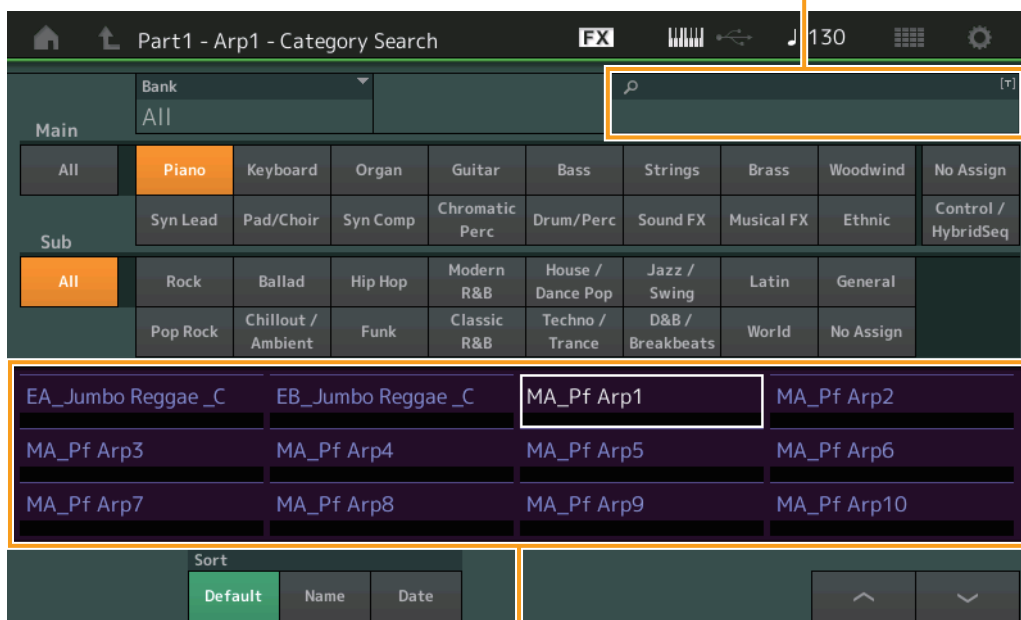 Part1 - Arp1 - Category Search FX 130
Bank
All
[T]
Main
All Piano Keyboard Organ Guitar Bass Strings Brass Woodwind No Assign
Syn Lead Pad/Choir Syn Comp Chromatic Perc Drum/Perc Sound FX Musical FX Ethnic Control / HybridSeq
Sub
All Rock Ballad Hip Hop Modern R&B House / Dance Pop Jazz / Swing Latin General
Pop Rock Chillout / Ambient Funk Classic R&B Techno / Trance D&B / Breakbeats World No Assign
EA_Jumbo Reggae _C EB_Jumbo Reggae _C MA_Pf Arp1 MA_Pf Arp2
MA_Pf Arp3 MA_Pf Arp4 MA_Pf Arp5 MA_Pf Arp6
MA_Pf Arp7 MA_Pf Arp8 MA_Pf Arp9 MA_Pf Arp10
Sort
Default Name Date